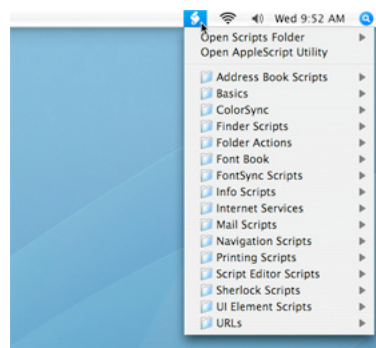 Wed 9:52 AM
Open Scripts Folder
Open AppleScript Utility
Address Book Scripts
Basics
ColorSync
Finder Scripts
Folder Actions
Font Book
FontSync Scripts
Info Scripts
Internet Services
Mail Scripts
Navigation Scripts
Printing Scripts
Script Editor Scripts
Sherlock Scripts
UI Element Scripts
URLs